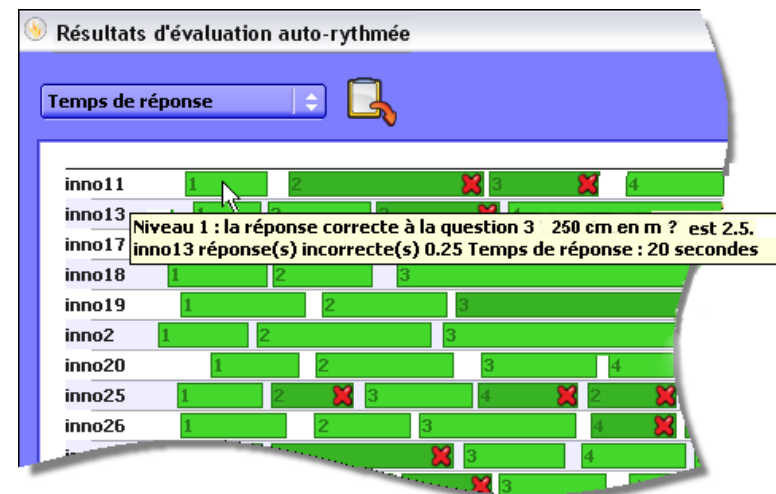 Résultats d'évaluation auto-rythmée
Temps de réponse
inno11 1 2 3 4
inno13
Niveau 1 : la réponse correcte à la question 3 250 cm en m ? est 2.5.
inno13 réponse(s) incorrecte(s) 0.25 Temps de réponse : 20 secondes
inno17
inno18 1 2 3
inno19 1 2 3
inno2 1 2 3
inno20 1 2 3 4
inno25 1 2 3 4 2
inno26 1 2 3 4
3 4
3